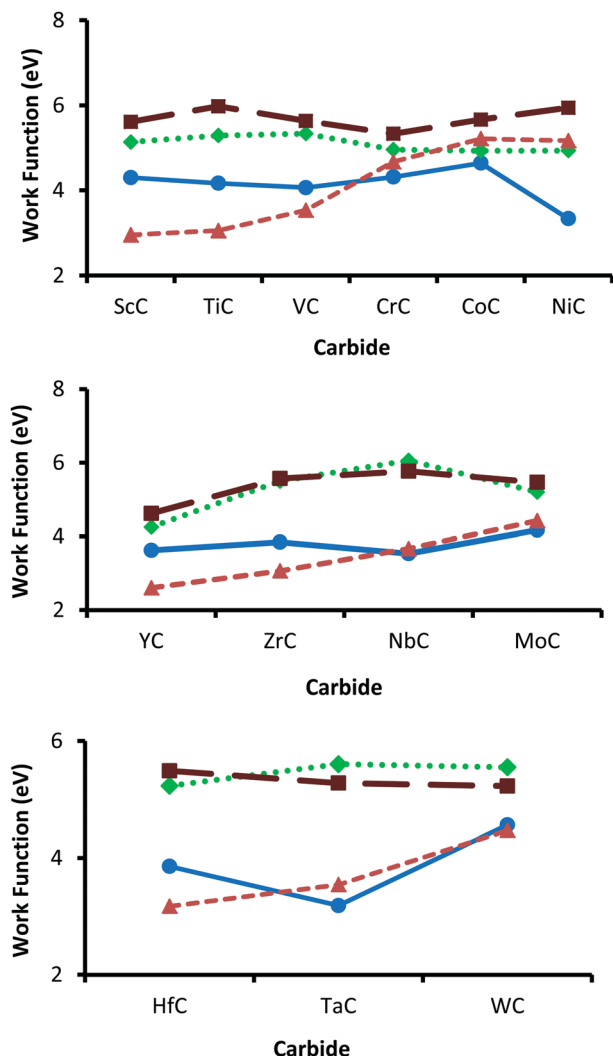 8
6
4
2
Work Function (eV)
ScC TiC VC CrC CoC NiC
Carbide
8
6
4
2
Work Function (eV)
YC ZrC NbC MoC
Carbide
6
4
2
Work Function (eV)
HfC TaC WC
Carbide